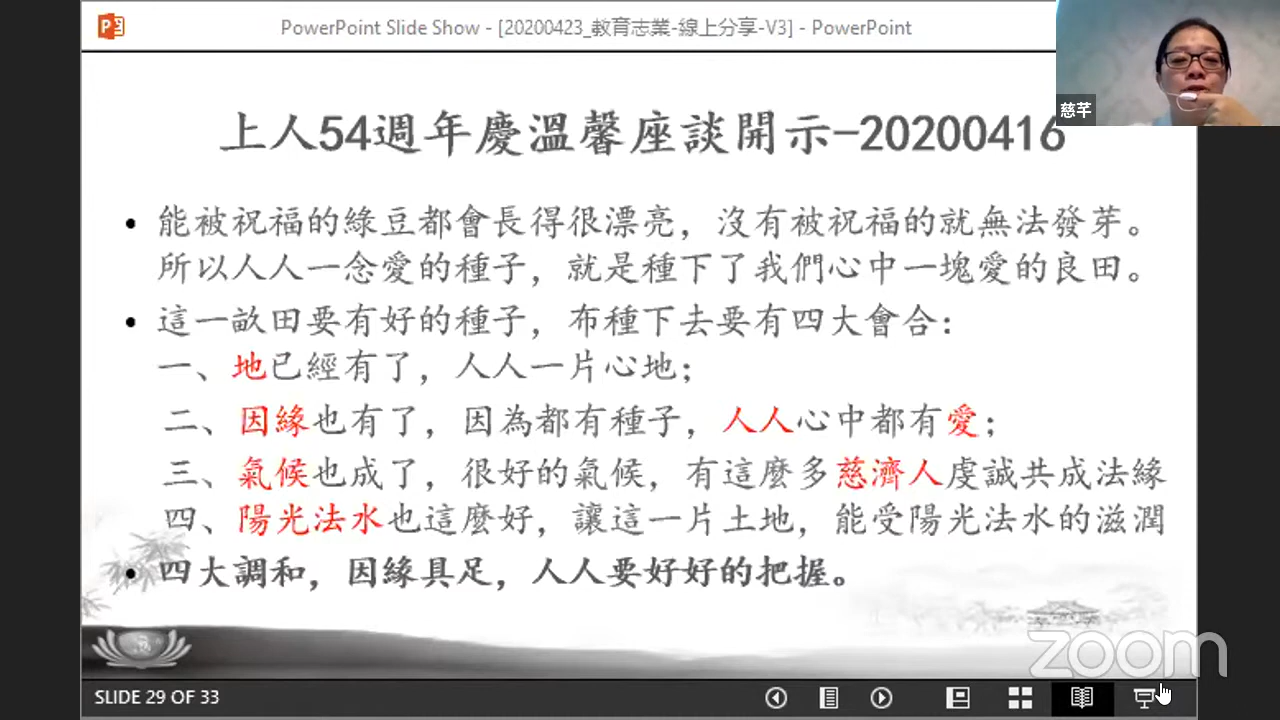 PowerPoint Slide Show - [20200423_教育志業-線上分享-V3] - PowerPoint
慈芊
上人54週年慶溫馨座談開示-20200416
• 能被祝福的綠豆都會長得很漂亮，沒有被祝福的就無法發芽。
所以人人一念愛的種子，就是種下了我們心中一塊愛的良田。
• 這一畝田要有好的種子，布種下去要有四大會合：
一、地已經有了，人人一片心地；
二、因緣也有了，因為都有種子，人人心中都有愛；
三、氣候也成了，很好的氣候，有這麼多慈濟人虔誠共成法緣
四、陽光法水也這麼好，讓這一片土地，能受陽光法水的滋潤
• 四大調和，因緣具足，人人要好好的把握。
zoom
SLIDE 29 OF 33